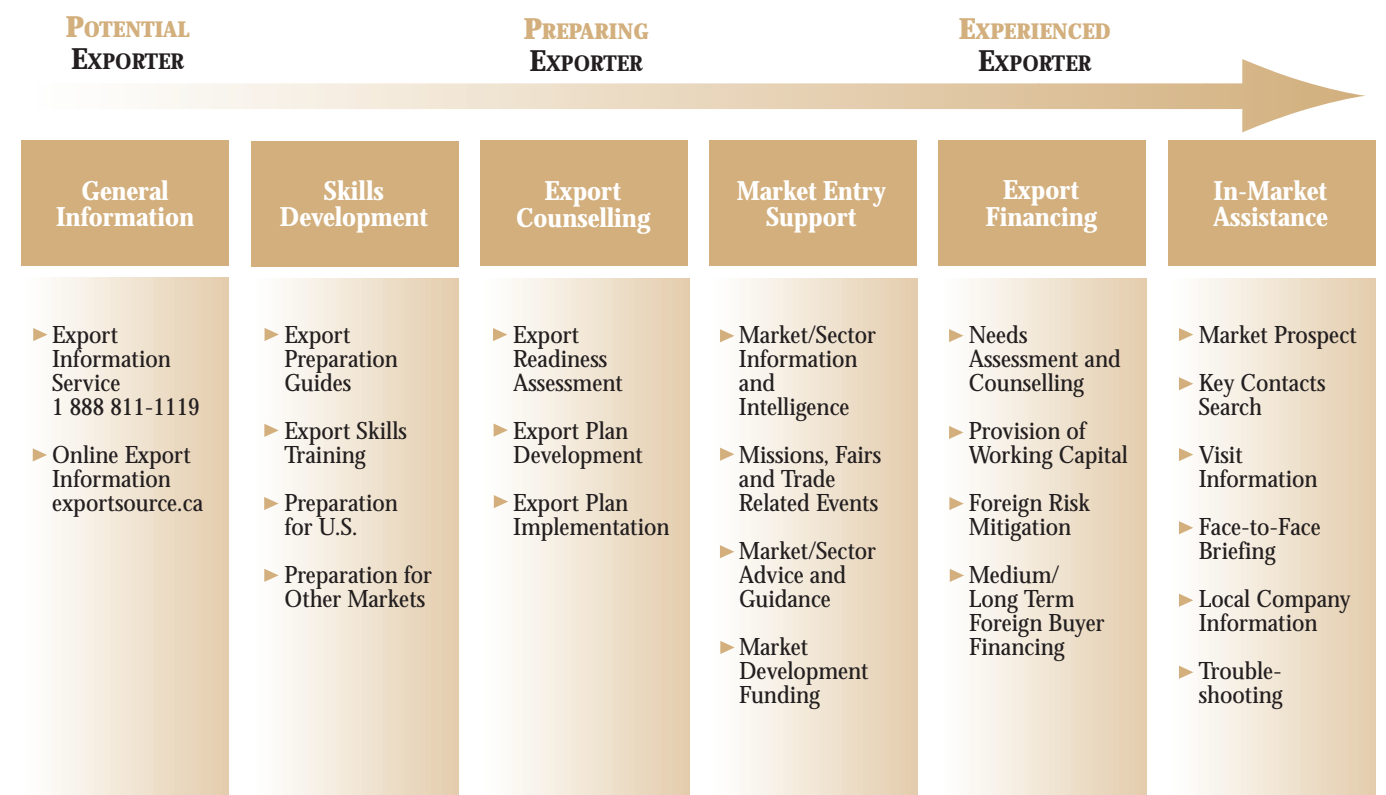 POTENTIAL
EXPORTER
PREPARING
EXPORTER
EXPERIENCED
EXPORTER
General
Information
Skills
Development
Export
Counselling
Market Entry
Support
Export
Financing
In-Market
Assistance
Export
Information
Service
1 888 811-1119
Online Export
Information
exportsource.ca
Export
Preparation
Guides
Export Skills
Training
Preparation
for U.S.
Preparation for
Other Markets
Export
Readiness
Assessment
Export Plan
Development
Export Plan
Implementation
Market/Sector
Information
and
Intelligence
Missions, Fairs
and Trade
Related Events
Market/Sector
Advice and
Guidance
Market
Development
Funding
Needs
Assessment and
Counselling
Provision of
Working Capital
Foreign Risk
Mitigation
Medium/
Long Term
Foreign Buyer
Financing
Market Prospect
Key Contacts
Search
Visit
Information
Face-to-Face
Briefing
Local Company
Information
Trouble-
shooting